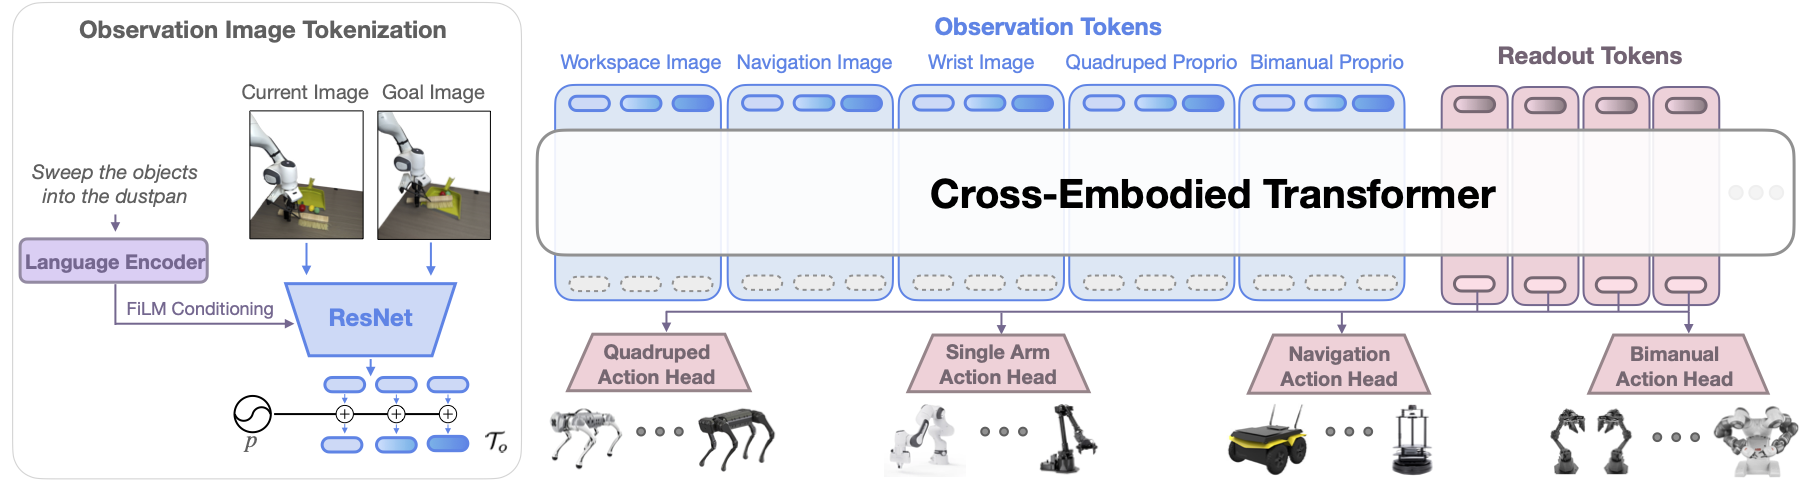 Observation Image Tokenization
Current Image
Goal Image
Sweep the objects
into the dustpan
Language Encoder
FiLM Conditioning
ResNet
p
𝒯ₒ
Observation Tokens
Workspace Image
Navigation Image
Wrist Image
Quadruped Proprio
Bimanual Proprio
Readout Tokens
Cross-Embodied Transformer
Quadruped
Action Head
Single Arm
Action Head
Navigation
Action Head
Bimanual
Action Head